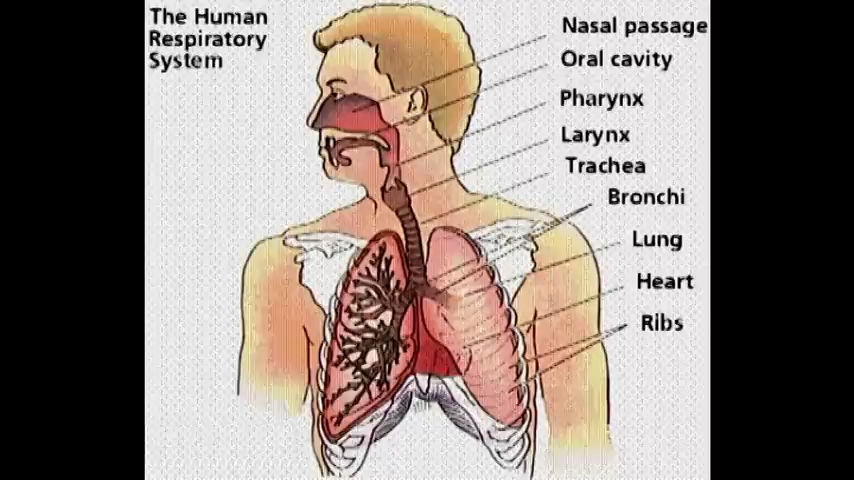 The Human
Respiratory
System
Nasal passage
Oral cavity
Pharynx
Larynx
Trachea
Bronchi
Lung
Heart
Ribs